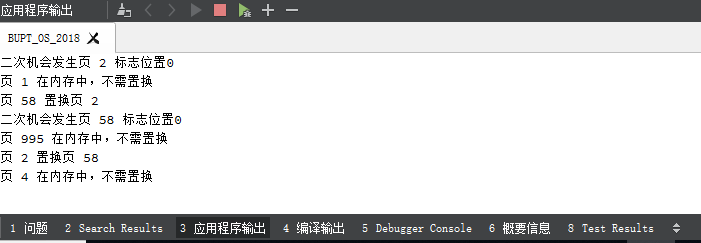 应用程序输出
BUPT_OS_2018
二次机会发生页 2 标志位置0
页 1 在内存中，不需置换
页 58 置换页 2
二次机会发生页 58 标志位置0
页 995 在内存中，不需置换
页 2 置换页 58
页 4 在内存中，不需置换
1 问题 2 Search Results 3 应用程序输出 4 编译输出 5 Debugger Console 6 概要信息 8 Test Results